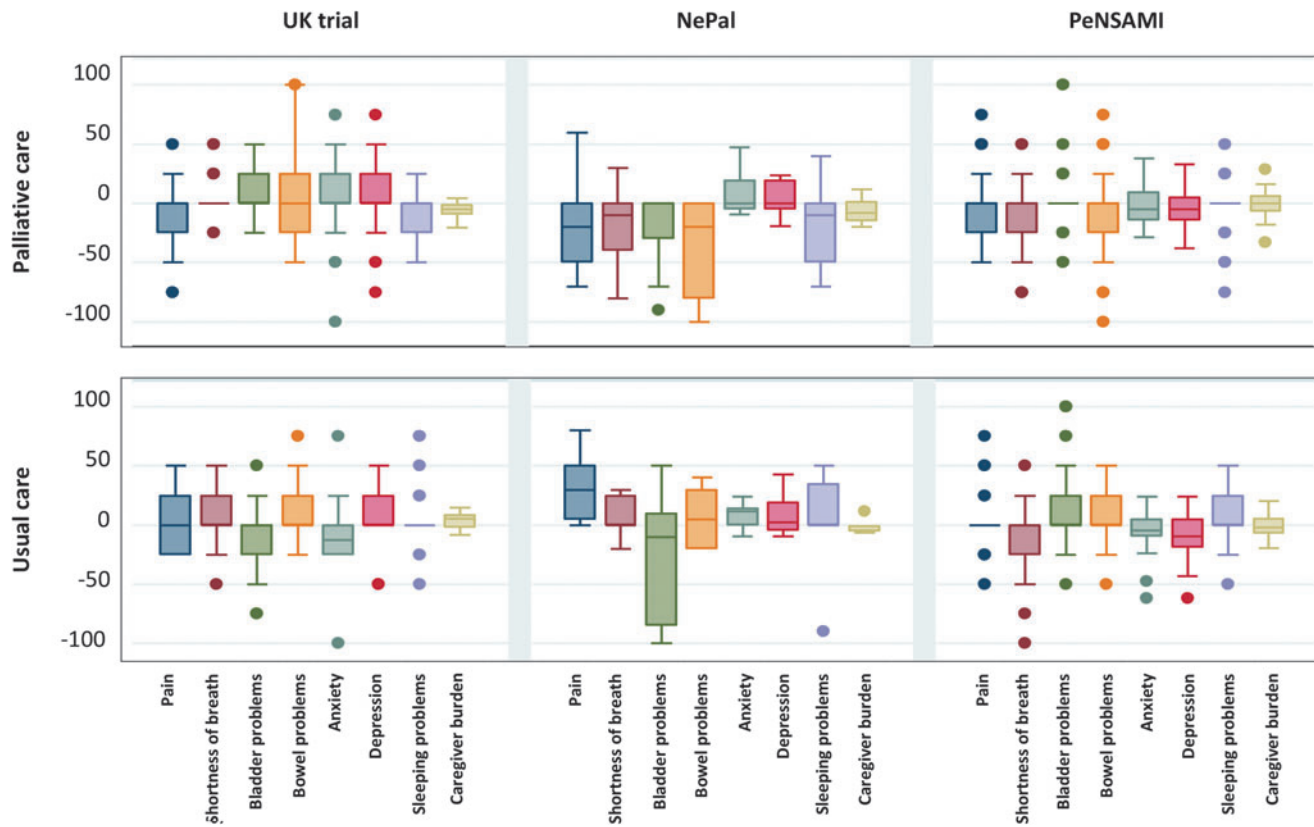 UK trial NePal PeNSAMI
Palliative care
100
50
0
-50
-100
Usual care
100
50
0
-50
-100
Pain
Shortness of breath
Bladder problems
Bowel problems
Anxiety
Depression
Sleeping problems
Caregiver burden
Pain
Shortness of breath
Bladder problems
Bowel problems
Anxiety
Depression
Sleeping problems
Caregiver burden
Pain
Shortness of breath
Bladder problems
Bowel problems
Anxiety
Depression
Sleeping problems
Caregiver burden